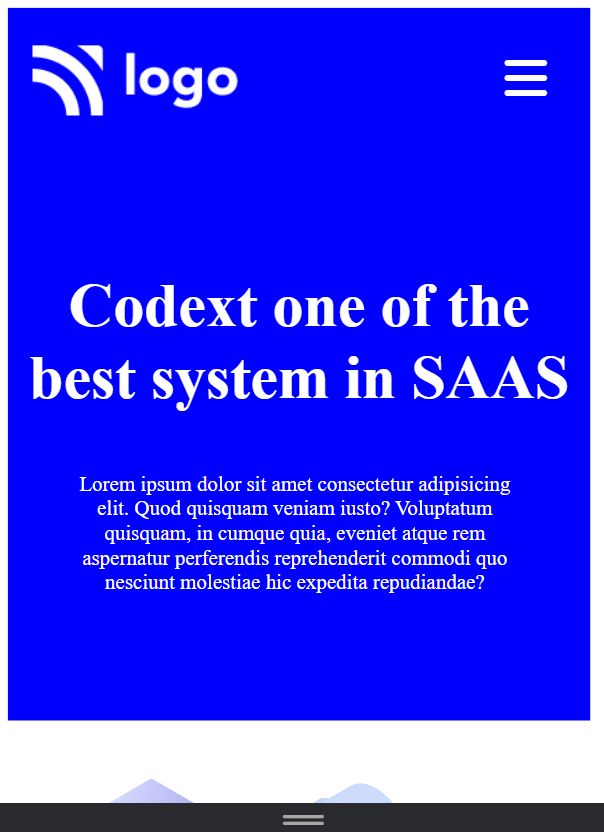 logo
Codext one of the
best system in SAAS
Lorem ipsum dolor sit amet consectetur adipisicing
elit. Quod quisquam veniam iusto? Voluptatum
quisquam, in cumque quia, eveniet atque rem
aspernatur perferendis reprehenderit commodi quo
nesciunt molestiae hic expedita repudiandae?